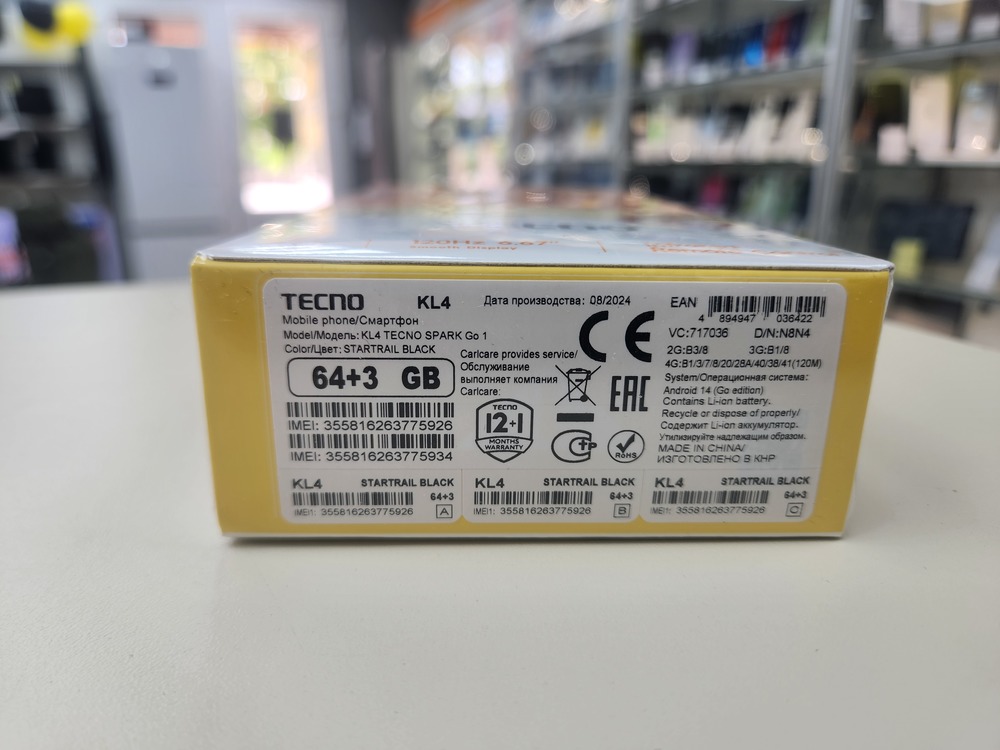 120Hz 6.67"
TECNO KL4
Mobile phone/Смартфон
Model/Модель: KL4 TECNO SPARK Go 1
Color/Цвет: STARTRAIL BLACK
64+3 GB
IMEI: 355816263775926
IMEI: 355816263775934
Дата производства: 08/2024
Carlcare provides service/
Обслуживание
выполняет компания
Carlcare:
CE
EAC
TECNO
12+1
MONTHS
WARRANTY
RoHS
EAN
4 894947 036422
VC:717036 D/N:N8N4
2G:B3/8 3G:B1/8
4G:B1/3/7/8/20/28A/40/38/41(120M)
System/Операционная система:
Android 14 (Go edition)
Contains Li-ion battery.
Recycle or dispose of properly/
Содержит Li-ion аккумулятор.
Утилизируйте надлежащим образом.
MADE IN CHINA/
ИЗГОТОВЛЕНО В КНР
KL4 STARTRAIL BLACK
64+3
IMEI1: 355816263775926 A
KL4 STARTRAIL BLACK
64+3
IMEI1: 355816263775926 B
KL4 STARTRAIL BLACK
64+3
IMEI1: 355816263775926 C